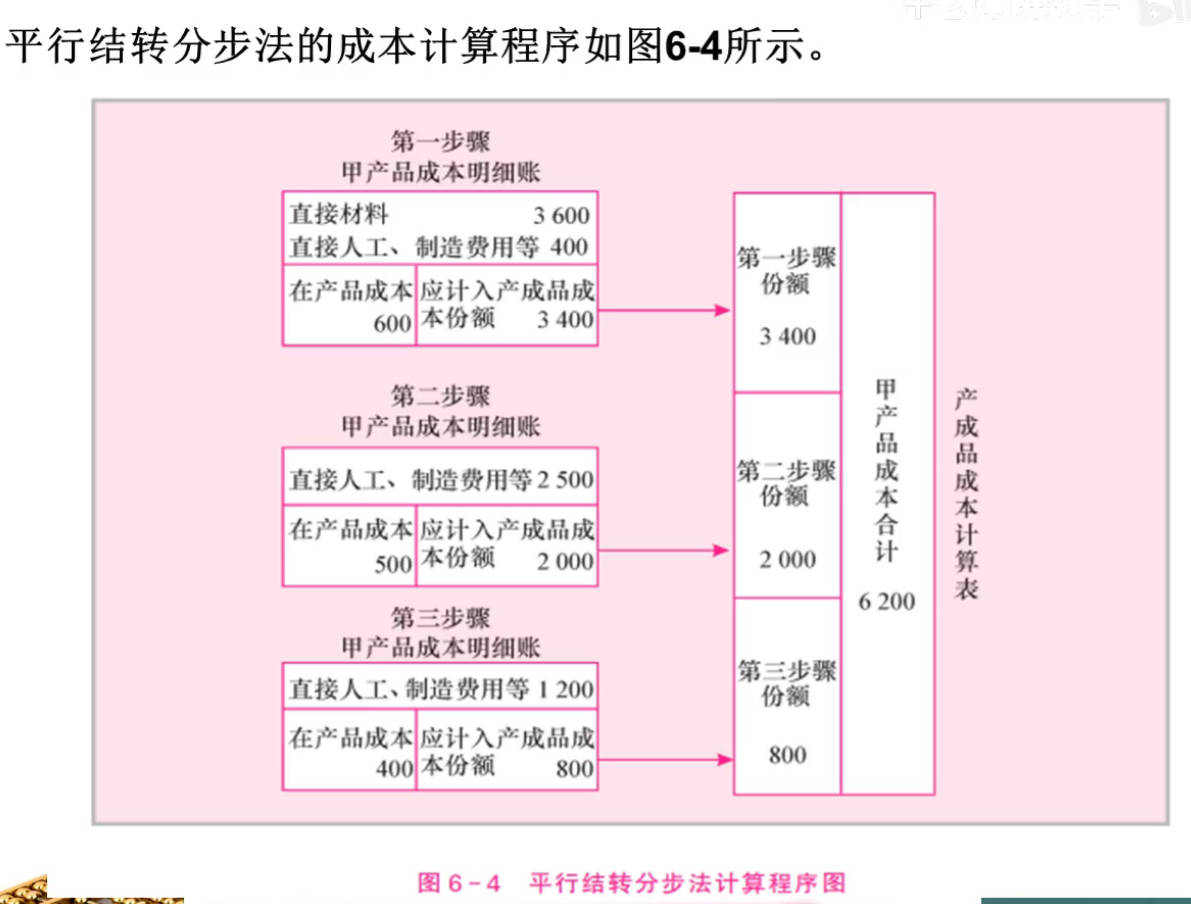 平行结转分步法的成本计算程序如图6-4所示。
第一步骤
甲产品成本明细账
直接材料 3 600
直接人工、制造费用等 400
在产品成本 600
应计入产成品成
本份额 3 400
第二步骤
甲产品成本明细账
直接人工、制造费用等 2 500
在产品成本 500
应计入产成品成
本份额 2 000
第三步骤
甲产品成本明细账
直接人工、制造费用等 1 200
在产品成本 400
应计入产成品成
本份额 800
第一步骤
份额
3 400
第二步骤
份额
2 000
第三步骤
份额
800
甲产品成本合计
6 200
产成品成本计算表
图 6-4 平行结转分步法计算程序图